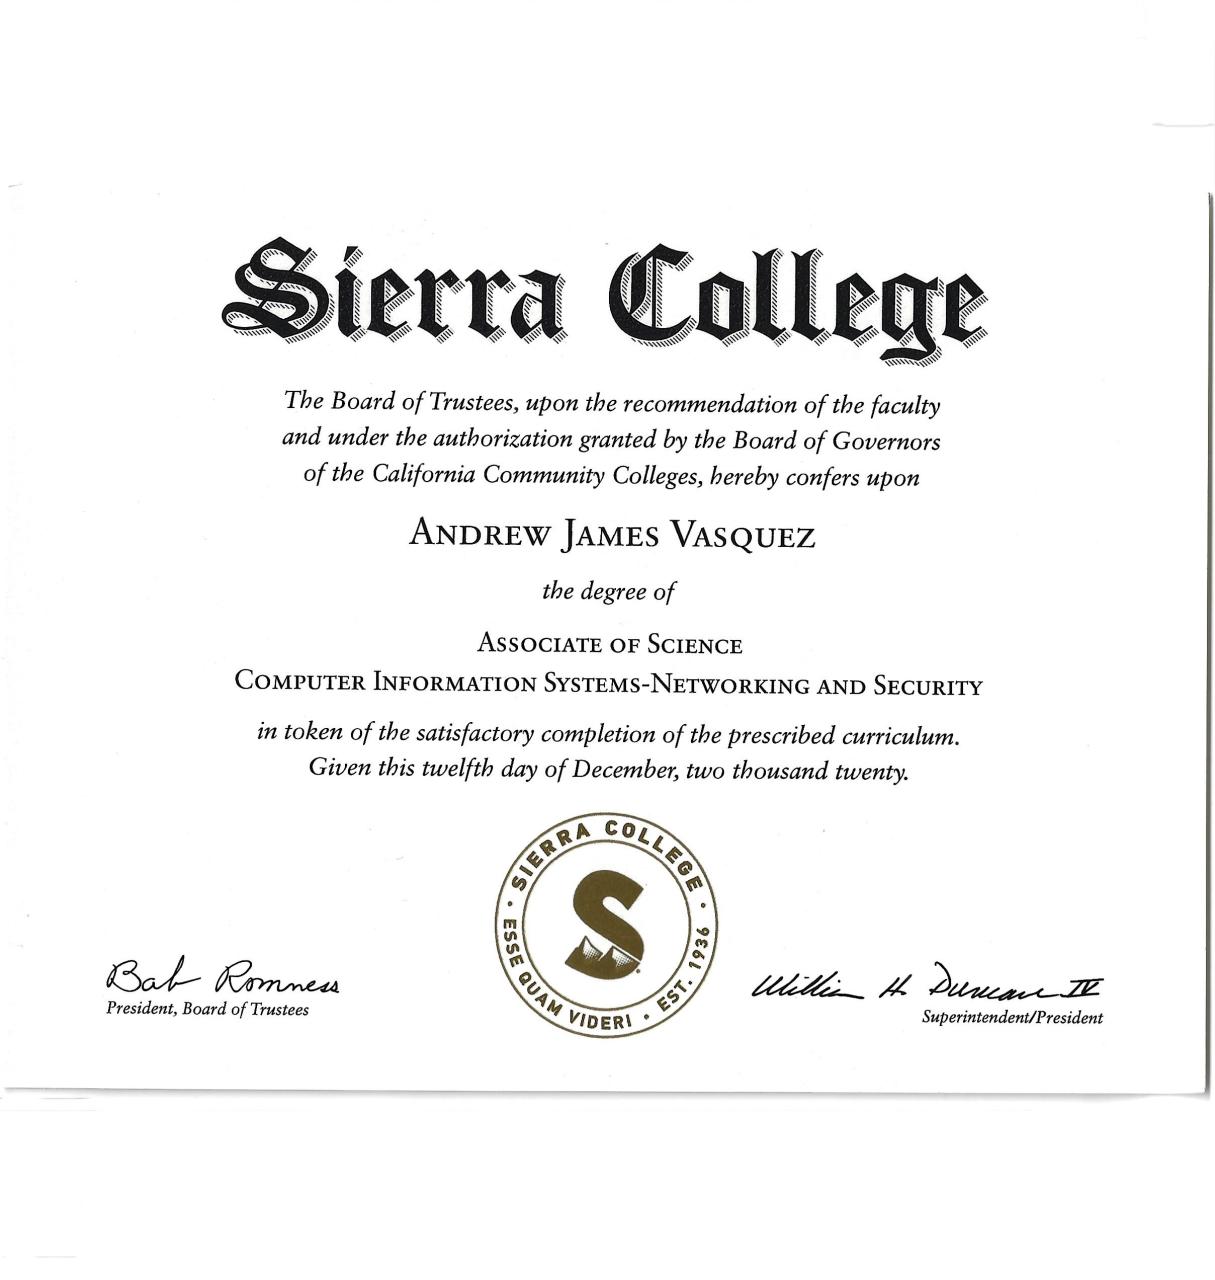 Sierra College
The Board of Trustees, upon the recommendation of the faculty
and under the authorization granted by the Board of Governors
of the California Community Colleges, hereby confers upon
ANDREW JAMES VASQUEZ
the degree of
ASSOCIATE OF SCIENCE
COMPUTER INFORMATION SYSTEMS-NETWORKING AND SECURITY
in token of the satisfactory completion of the prescribed curriculum.
Given this twelfth day of December, two thousand twenty.
SIERRA COLLEGE
S
ESSE QUAM VIDERI · EST. 1936
Bob Romness
President, Board of Trustees
William H. Duncan IV
Superintendent/President